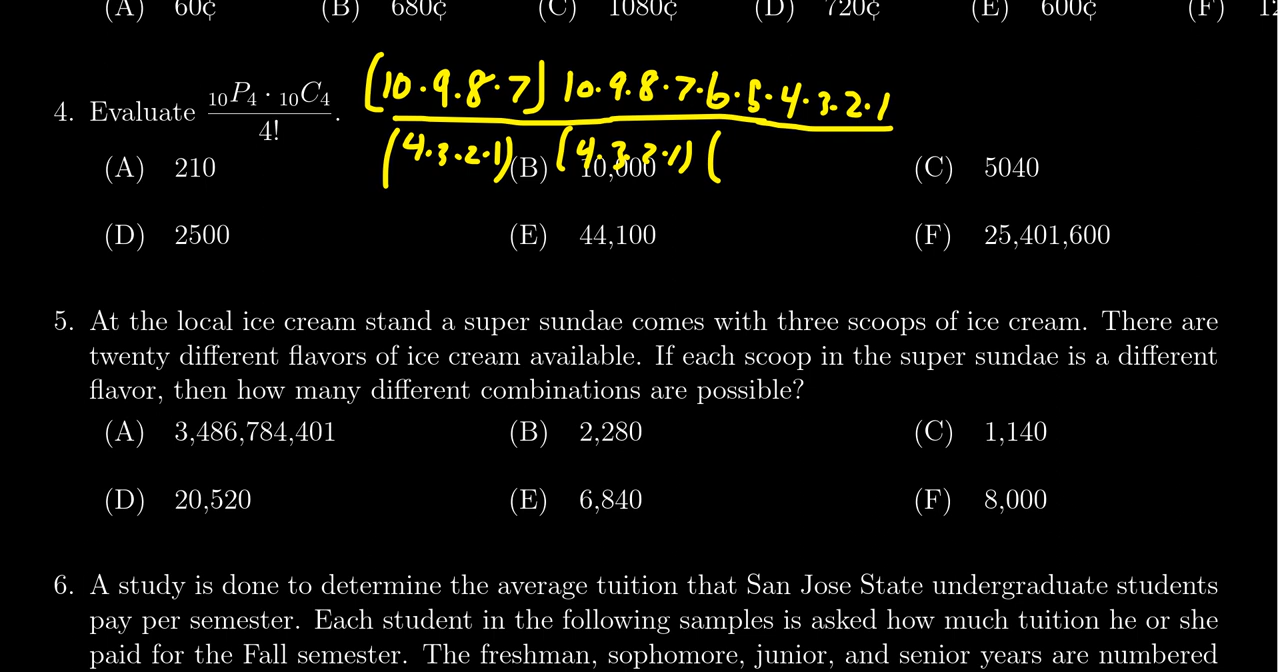 (A) 60¢ (B) 680¢ (C) 1080¢ (D) 720¢ (E) 600¢ (F) 12
4. Evaluate 10P4 · 10C4 / 4! . (10·9·8·7) 10·9·8·7·6·5·4·3·2·1 / (4·3·2·1) (4·3·2·1) (
(A) 210 (B) 10,000 (C) 5040
(D) 2500 (E) 44,100 (F) 25,401,600
5. At the local ice cream stand a super sundae comes with three scoops of ice cream. There are
twenty different flavors of ice cream available. If each scoop in the super sundae is a different
flavor, then how many different combinations are possible?
(A) 3,486,784,401 (B) 2,280 (C) 1,140
(D) 20,520 (E) 6,840 (F) 8,000
6. A study is done to determine the average tuition that San Jose State undergraduate students
pay per semester. Each student in the following samples is asked how much tuition he or she
paid for the Fall semester. The freshman, sophomore, junior, and senior years are numbered